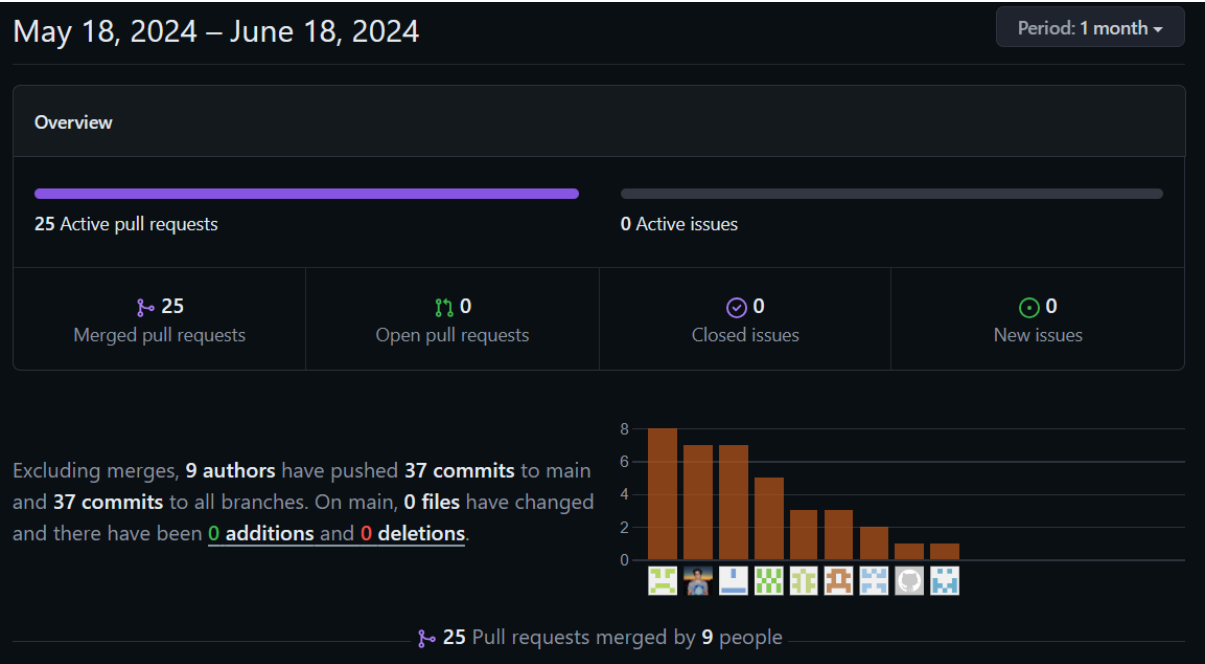 May 18, 2024 – June 18, 2024
Period: 1 month
Overview
25 Active pull requests
0 Active issues
25
Merged pull requests
0
Open pull requests
0
Closed issues
0
New issues
Excluding merges, 9 authors have pushed 37 commits to main
and 37 commits to all branches. On main, 0 files have changed
and there have been 0 additions and 0 deletions.
8
6
4
2
0
25 Pull requests merged by 9 people